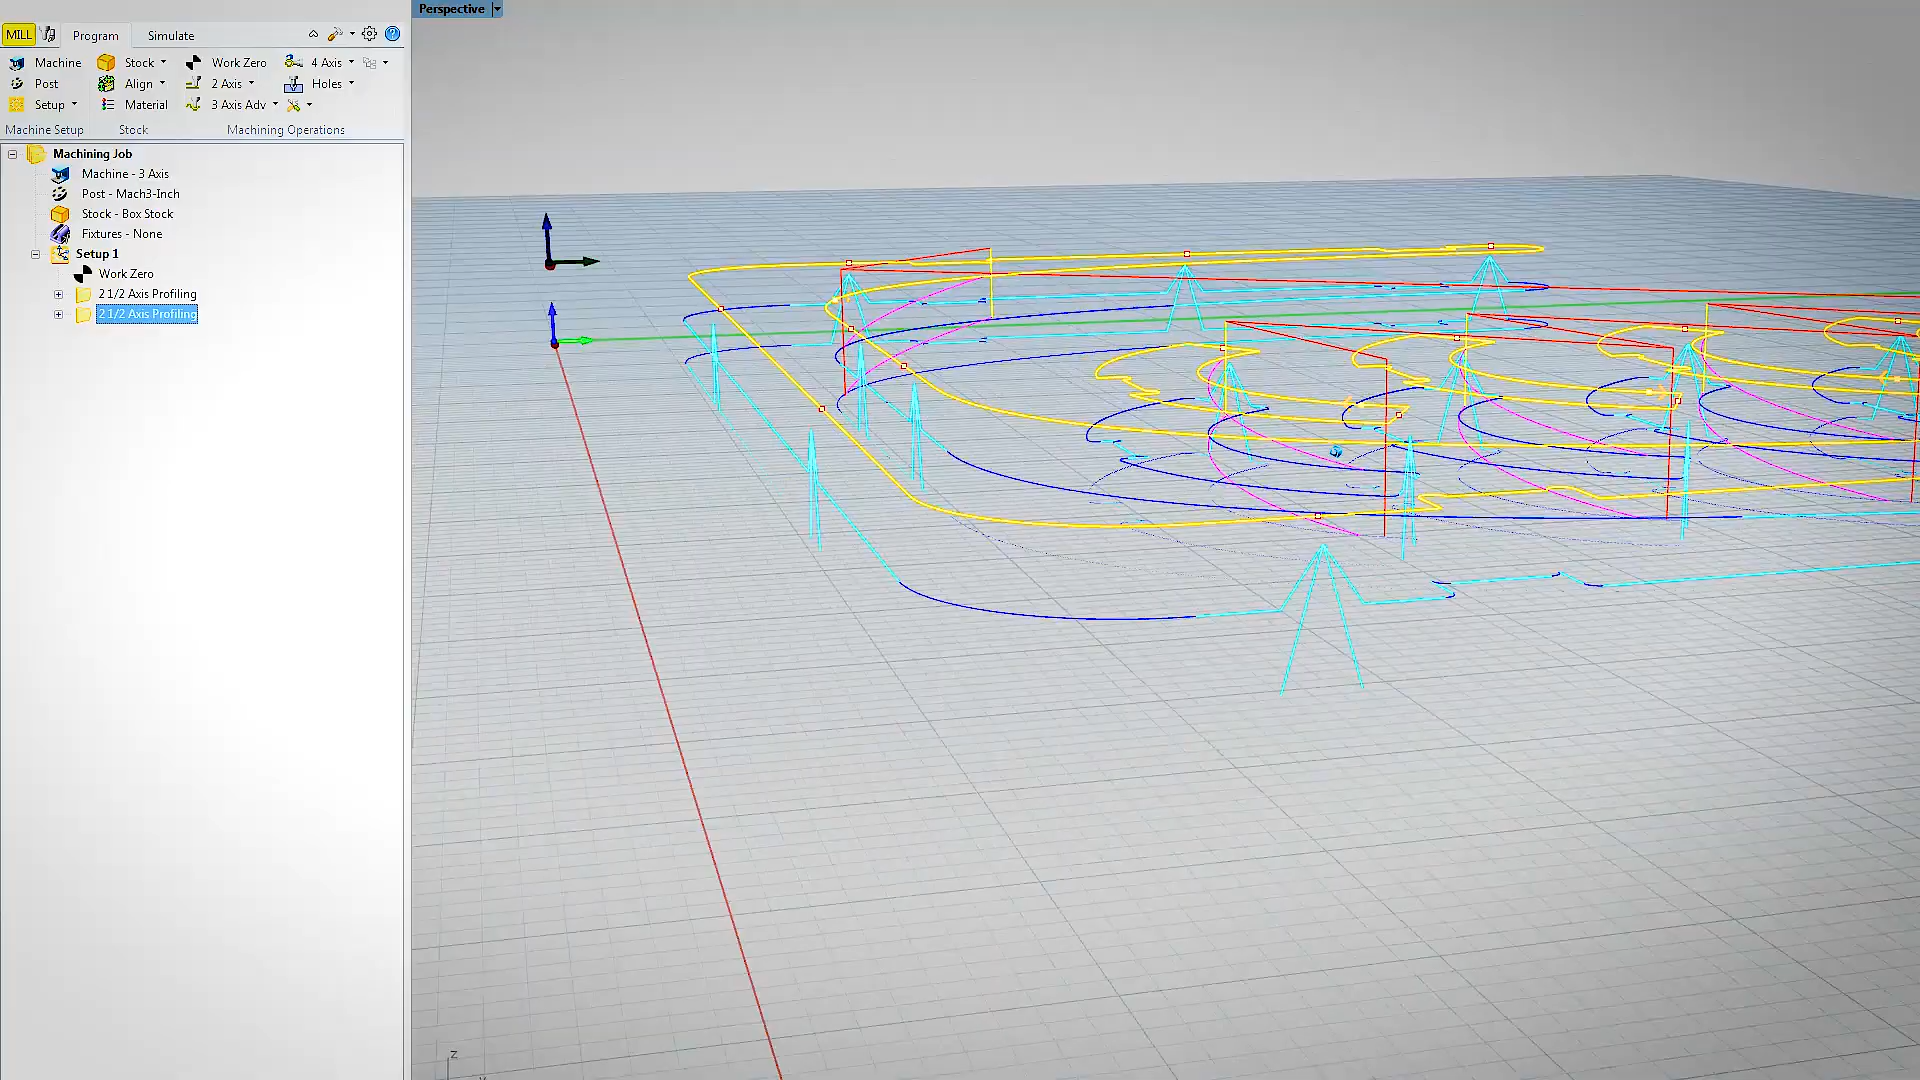 Perspective
MILL Program Simulate
Machine Stock Work Zero 4 Axis
Post Align 2 Axis Holes
Setup Material 3 Axis Adv
Machine Setup Stock Machining Operations
Machining Job
Machine - 3 Axis
Post - Mach3-Inch
Stock - Box Stock
Fixtures - None
Setup 1
Work Zero
2 1/2 Axis Profiling
2 1/2 Axis Profiling
z